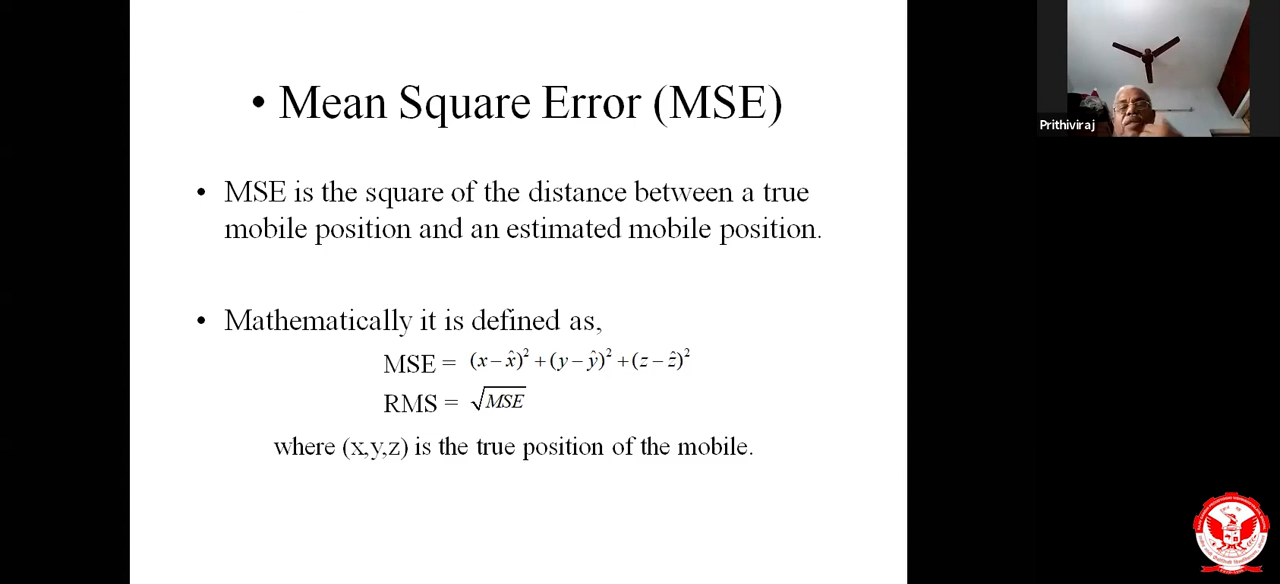 • Mean Square Error (MSE)
• MSE is the square of the distance between a true
mobile position and an estimated mobile position.
• Mathematically it is defined as,
MSE = (x − x̂)² + (y − ŷ)² + (z − ẑ)²
RMS = √MSE
where (x,y,z) is the true position of the mobile.
Prithiviraj